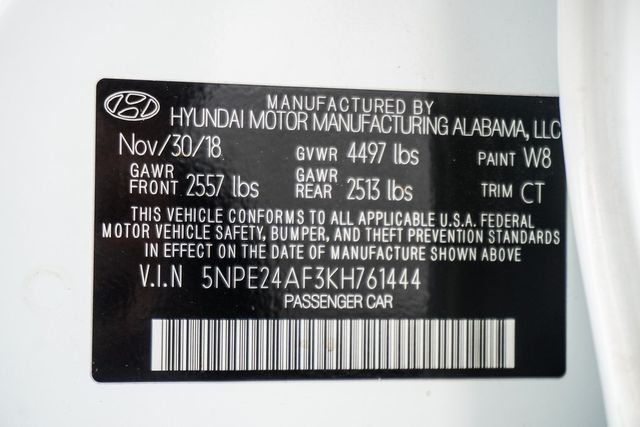 MANUFACTURED BY
HYUNDAI MOTOR MANUFACTURING ALABAMA, LLC
Nov/30/18 GVWR 4497 lbs PAINT W8
GAWR FRONT 2557 lbs GAWR REAR 2513 lbs TRIM CT
THIS VEHICLE CONFORMS TO ALL APPLICABLE U.S.A. FEDERAL
MOTOR VEHICLE SAFETY, BUMPER, AND THEFT PREVENTION STANDARDS
IN EFFECT ON THE DATE OF MANUFACTURE SHOWN ABOVE
V.I.N 5NPE24AF3KH761444
PASSENGER CAR